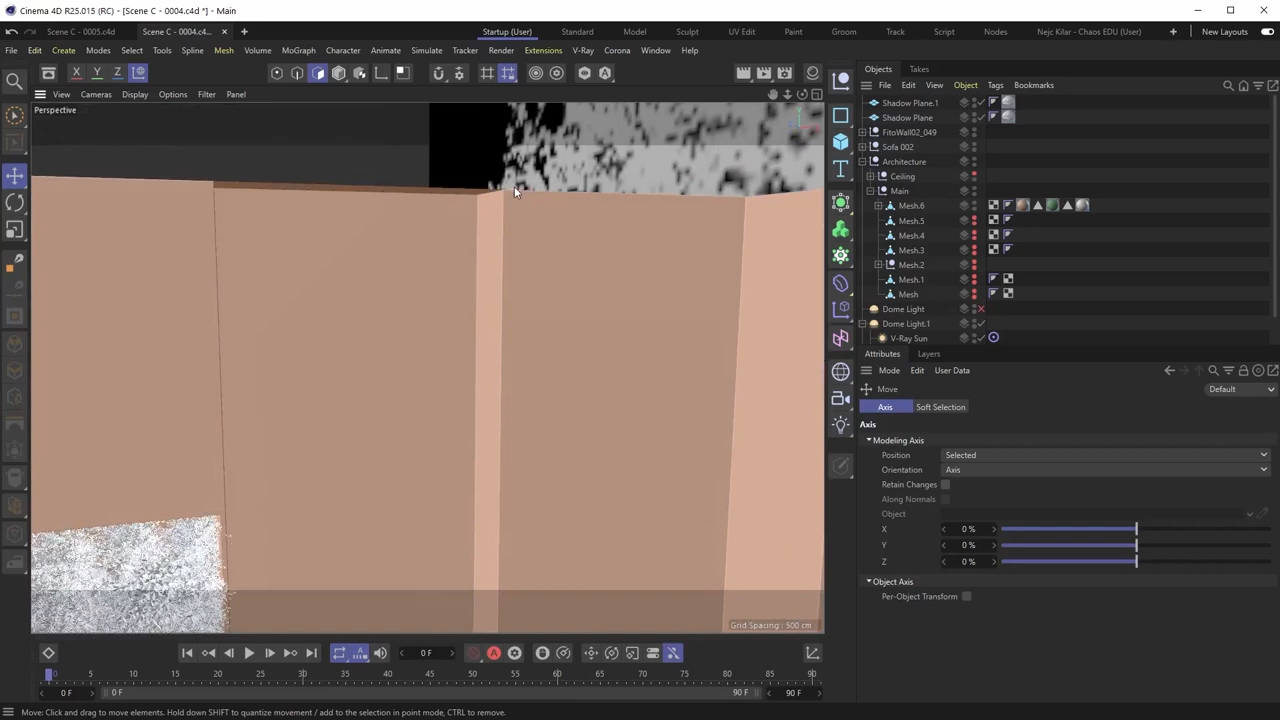 Cinema 4D R25.015 (RC) - [Scene C - 0004.c4d *] - Main
Scene C - 0005.c4d
Scene C - 0004.c4d...
Startup (User)
Standard
Model
Sculpt
UV Edit
Paint
Groom
Track
Script
Nodes
Nejc Kilar - Chaos EDU (User)
New Layouts
File Edit Create Modes Select Tools Spline Mesh Volume MoGraph Character Animate Simulate Tracker Render Extensions V-Ray Corona Window Help
X Y Z
View Cameras Display Options Filter Panel
Perspective
Grid Spacing : 500 cm
Objects Takes
File Edit View Object Tags Bookmarks
Shadow Plane.1
Shadow Plane
FitoWall02_049
Sofa 002
Architecture
Ceiling
Main
Mesh.6
Mesh.5
Mesh.4
Mesh.3
Mesh.2
Mesh.1
Mesh
Dome Light
Dome Light.1
V-Ray Sun
Attributes Layers
Mode Edit User Data
Move
Default
Axis Soft Selection
Axis
Modeling Axis
Position Selected
Orientation Axis
Retain Changes
Along Normals
Object
X 0 %
Y 0 %
Z 0 %
Object Axis
Per-Object Transform
0 F
0 5 10 15 20 25 30 35 40 45 50 55 60 65 70 75 80 85 90
0 F 0 F 90 F 90 F
Move: Click and drag to move elements. Hold down SHIFT to quantize movement / add to the selection in point mode, CTRL to remove.